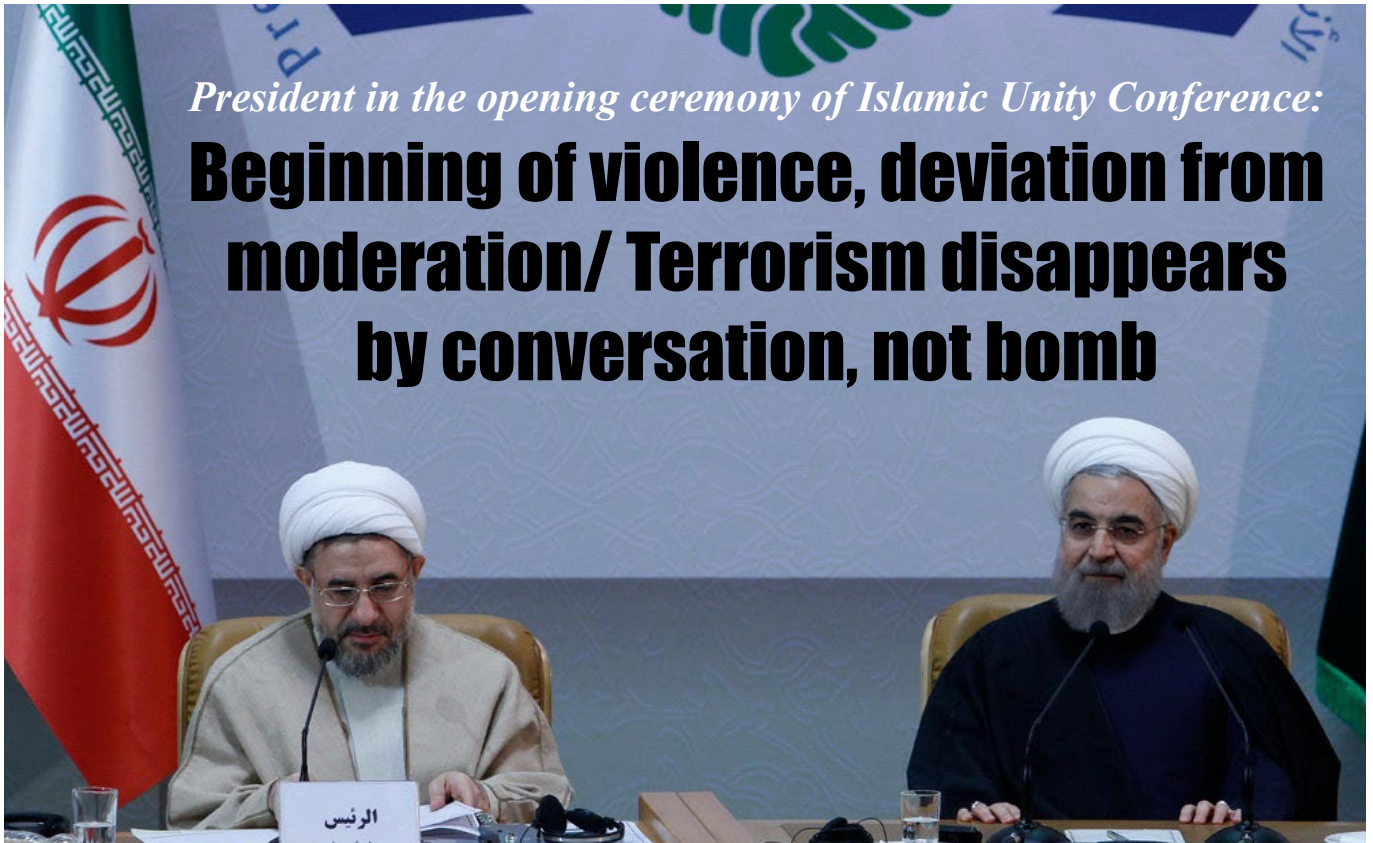 President in the opening ceremony of Islamic Unity Conference:
Beginning of violence, deviation from
moderation/ Terrorism disappears
by conversation, not bomb
الرئيس